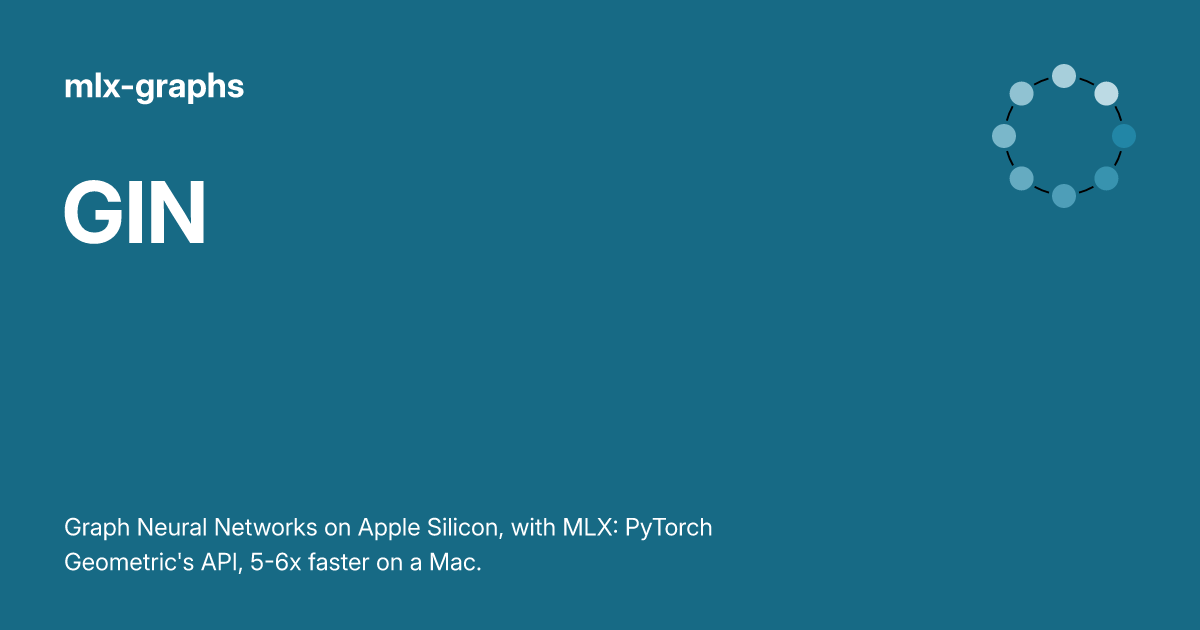 mlx-graphs
GIN
Graph Neural Networks on Apple Silicon, with MLX: PyTorch
Geometric's API, 5-6x faster on a Mac.